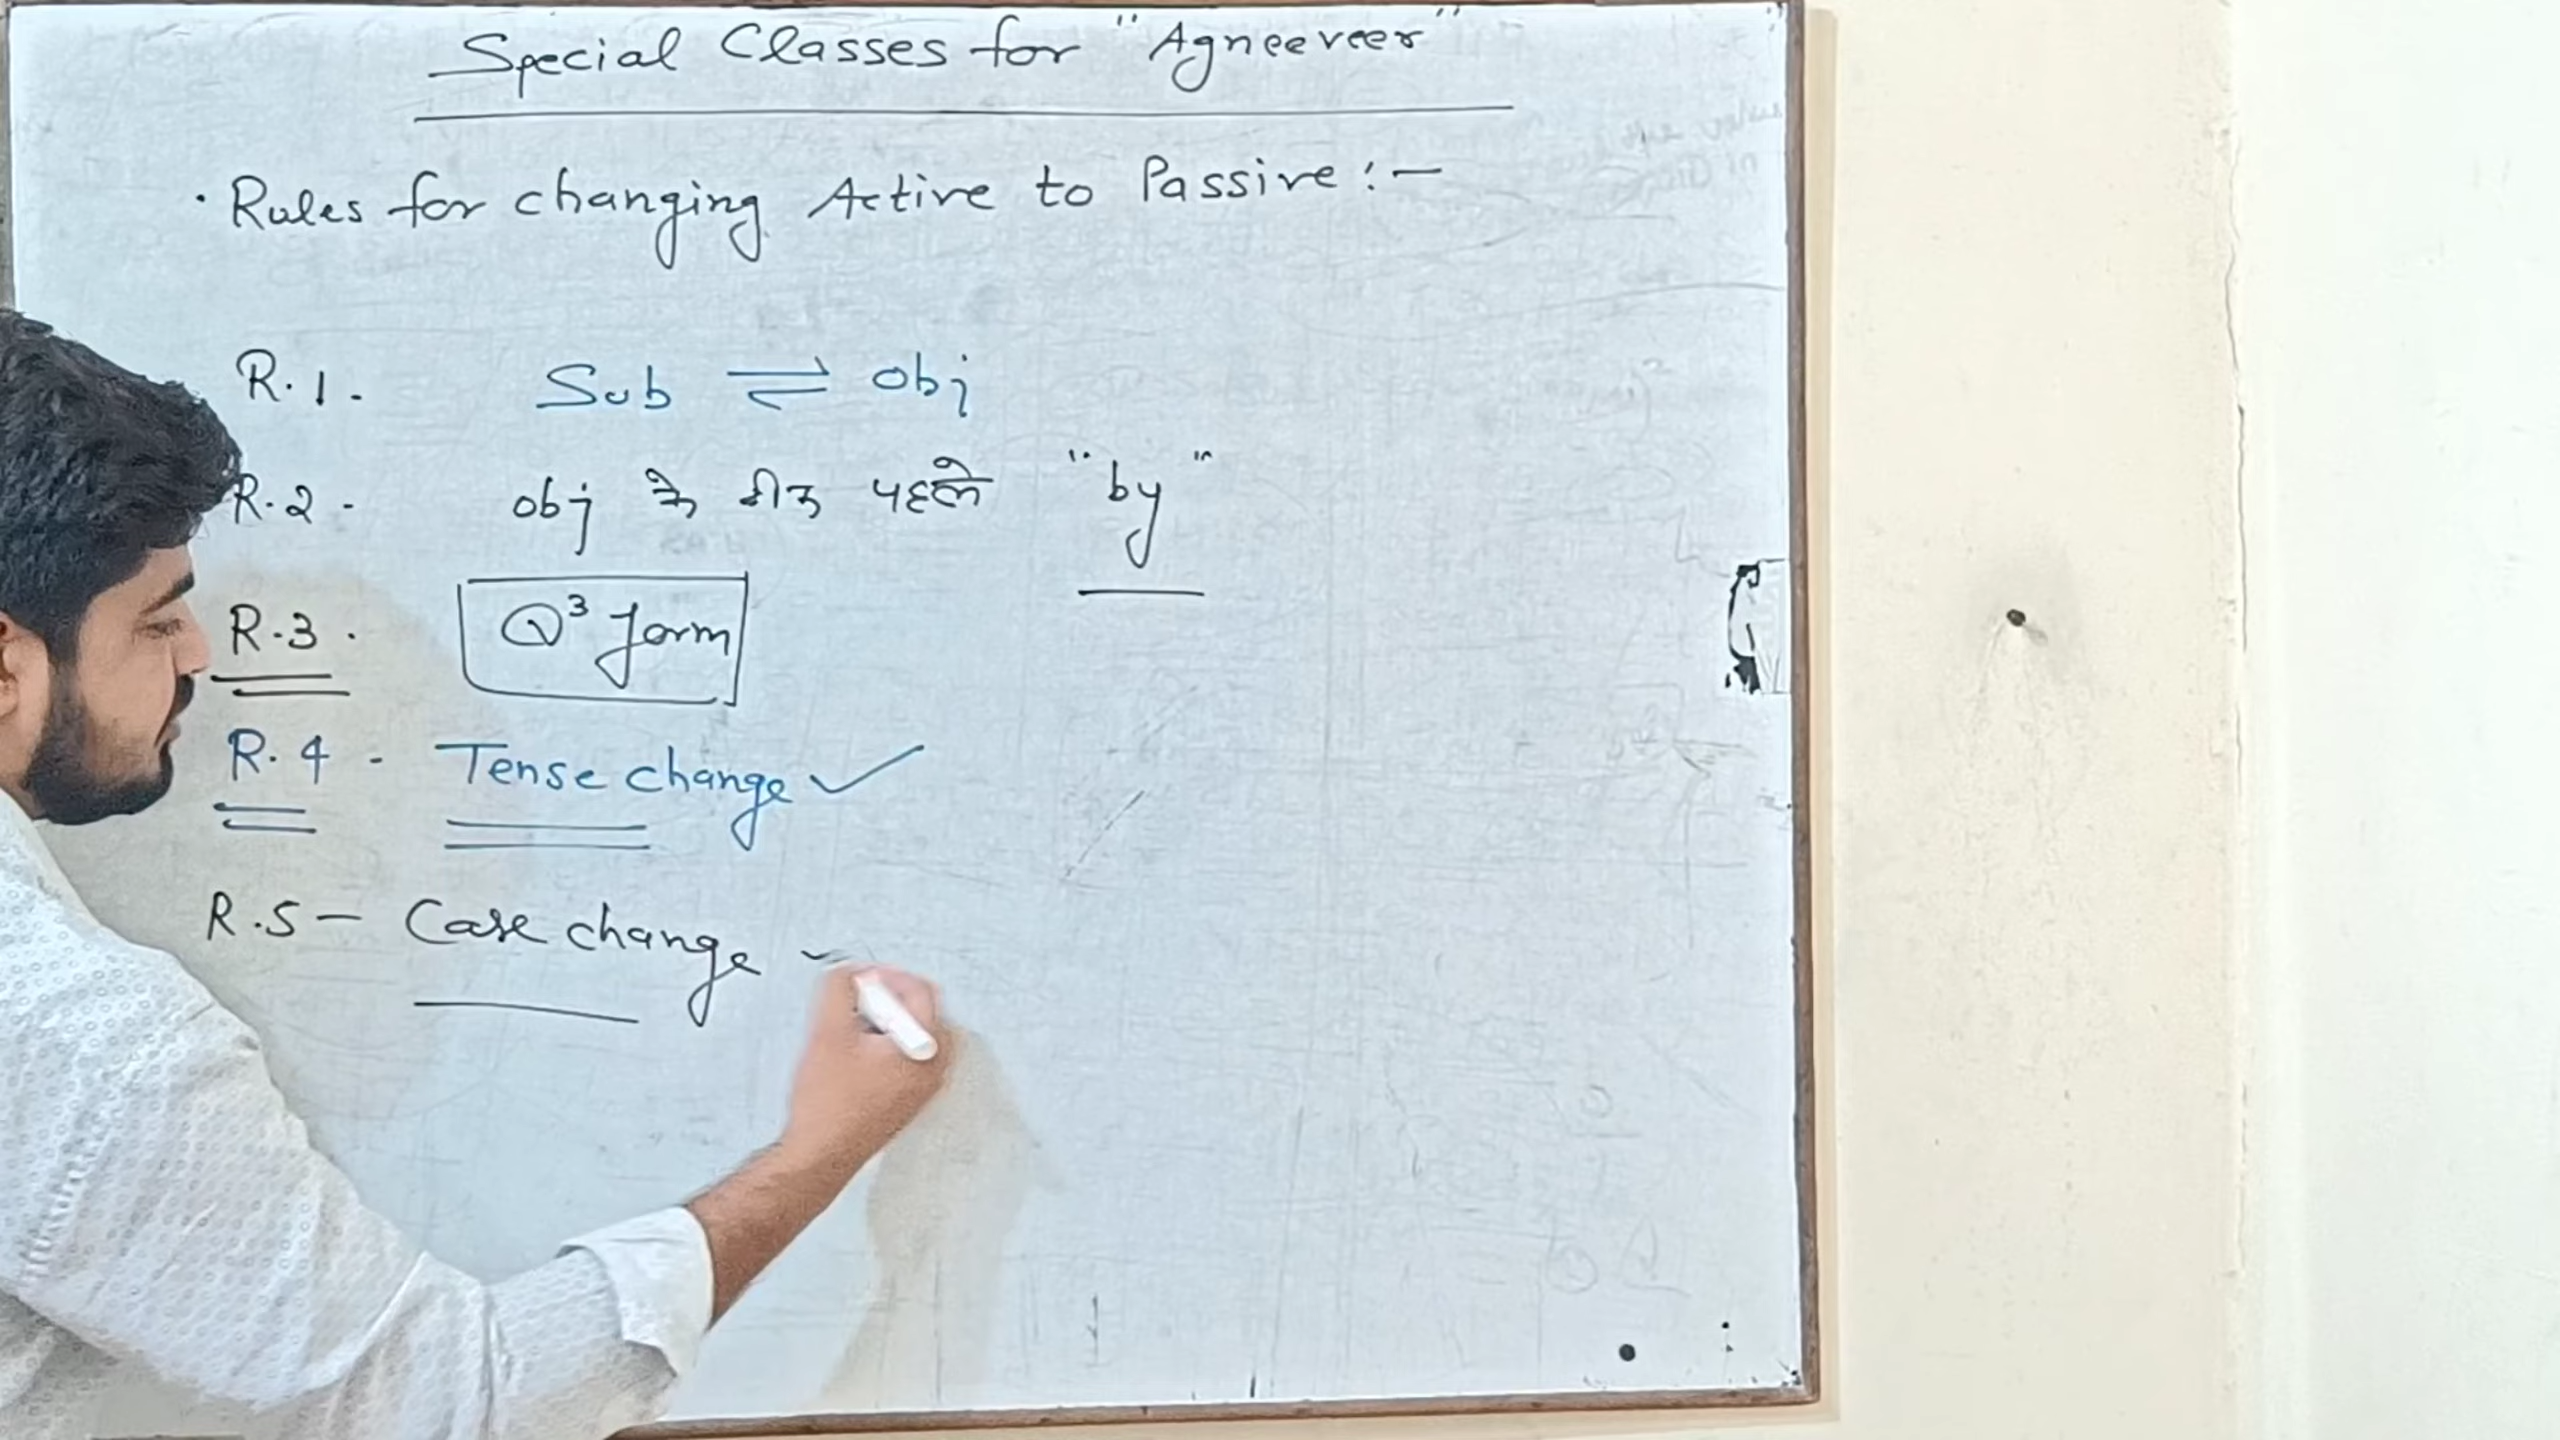 Special Classes for "Agneeveer"
• Rules for changing Active to Passive :-
R.1. Sub ⇌ obj
R.2 - obj के ठीक पहले "by"
R.3. Q³ form
R.4 - Tense change ✓
R.5 - Case change